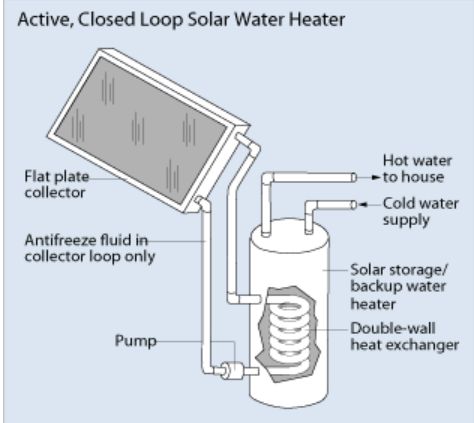 Active, Closed Loop Solar Water Heater
Flat plate
collector
Antifreeze fluid in
collector loop only
Pump
Hot water
to house
Cold water
supply
Solar storage/
backup water
heater
Double-wall
heat exchanger